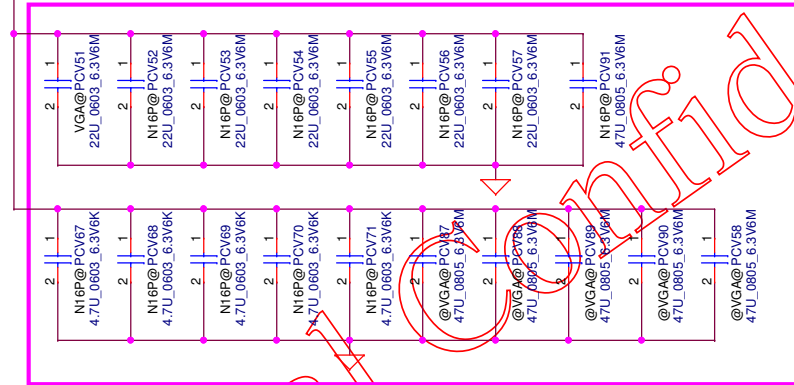 1
2
VGA@PCV51
22U_0603_6.3V6M
1
2
N16P@PCV52
22U_0603_6.3V6M
1
2
N16P@PCV53
22U_0603_6.3V6M
1
2
N16P@PCV54
22U_0603_6.3V6M
1
2
N16P@PCV55
22U_0603_6.3V6M
1
2
N16P@PCV56
22U_0603_6.3V6M
1
2
N16P@PCV57
22U_0603_6.3V6M
1
2
N16P@PCV91
47U_0805_6.3V6M
1
2
N16P@PCV67
4.7U_0603_6.3V6K
1
2
N16P@PCV68
4.7U_0603_6.3V6K
1
2
N16P@PCV69
4.7U_0603_6.3V6K
1
2
N16P@PCV70
4.7U_0603_6.3V6K
1
2
N16P@PCV71
4.7U_0603_6.3V6K
1
2
@VGA@PCV87
47U_0805_6.3V6M
1
2
@VGA@PCV88
47U_0805_6.3V6M
1
2
@VGA@PCV89
47U_0805_6.3V6M
1
2
@VGA@PCV90
47U_0805_6.3V6M
1
2
@VGA@PCV58
47U_0805_6.3V6M
Confid